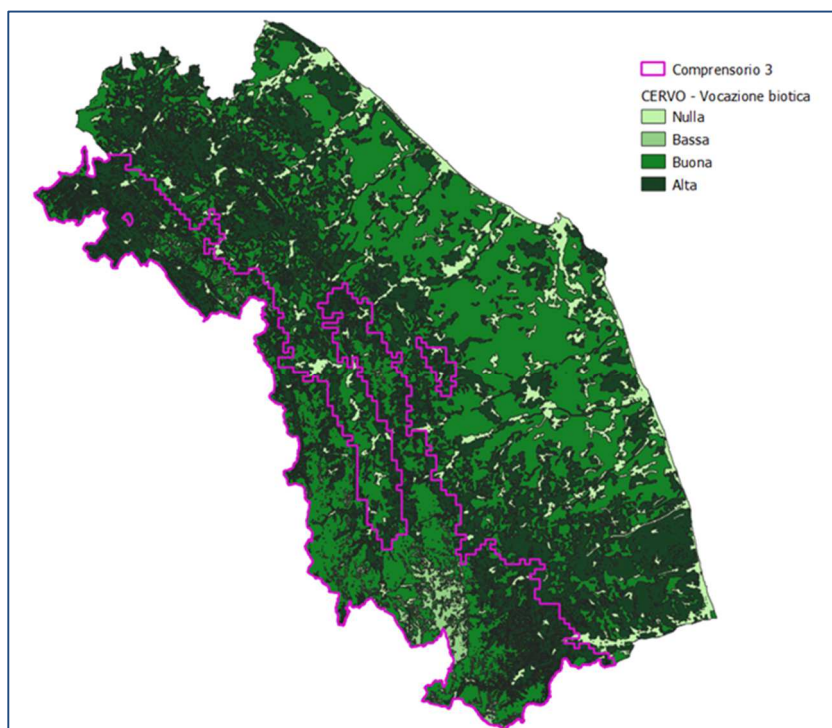 Comprensorio 3
CERVO - Vocazione biotica
Nulla
Bassa
Buona
Alta